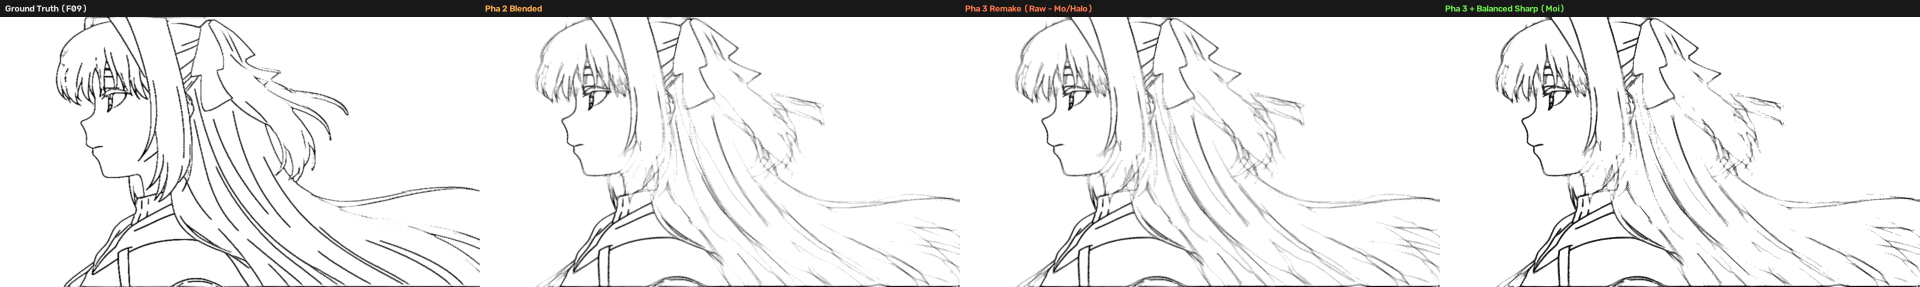 Ground Truth (F09)
Pha 2 Blended
Pha 3 Remake (Raw - Mo/Halo)
Pha 3 + Balanced Sharp (Moi)